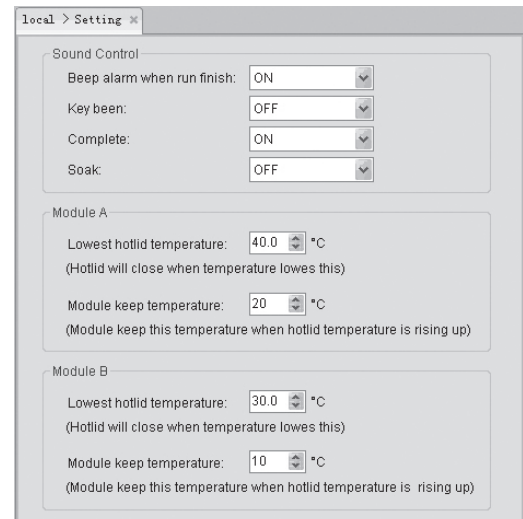 local > Setting ×
Sound Control
Beep alarm when run finish: ON
Key been: OFF
Complete: ON
Soak: OFF
Module A
Lowest hotlid temperature: 40.0 °C
(Hotlid will close when temperature lowes this)
Module keep temperature: 20 °C
(Module keep this temperature when hotlid temperature is rising up)
Module B
Lowest hotlid temperature: 30.0 °C
(Hotlid will close when temperature lowes this)
Module keep temperature: 10 °C
(Module keep this temperature when hotlid temperature is rising up)